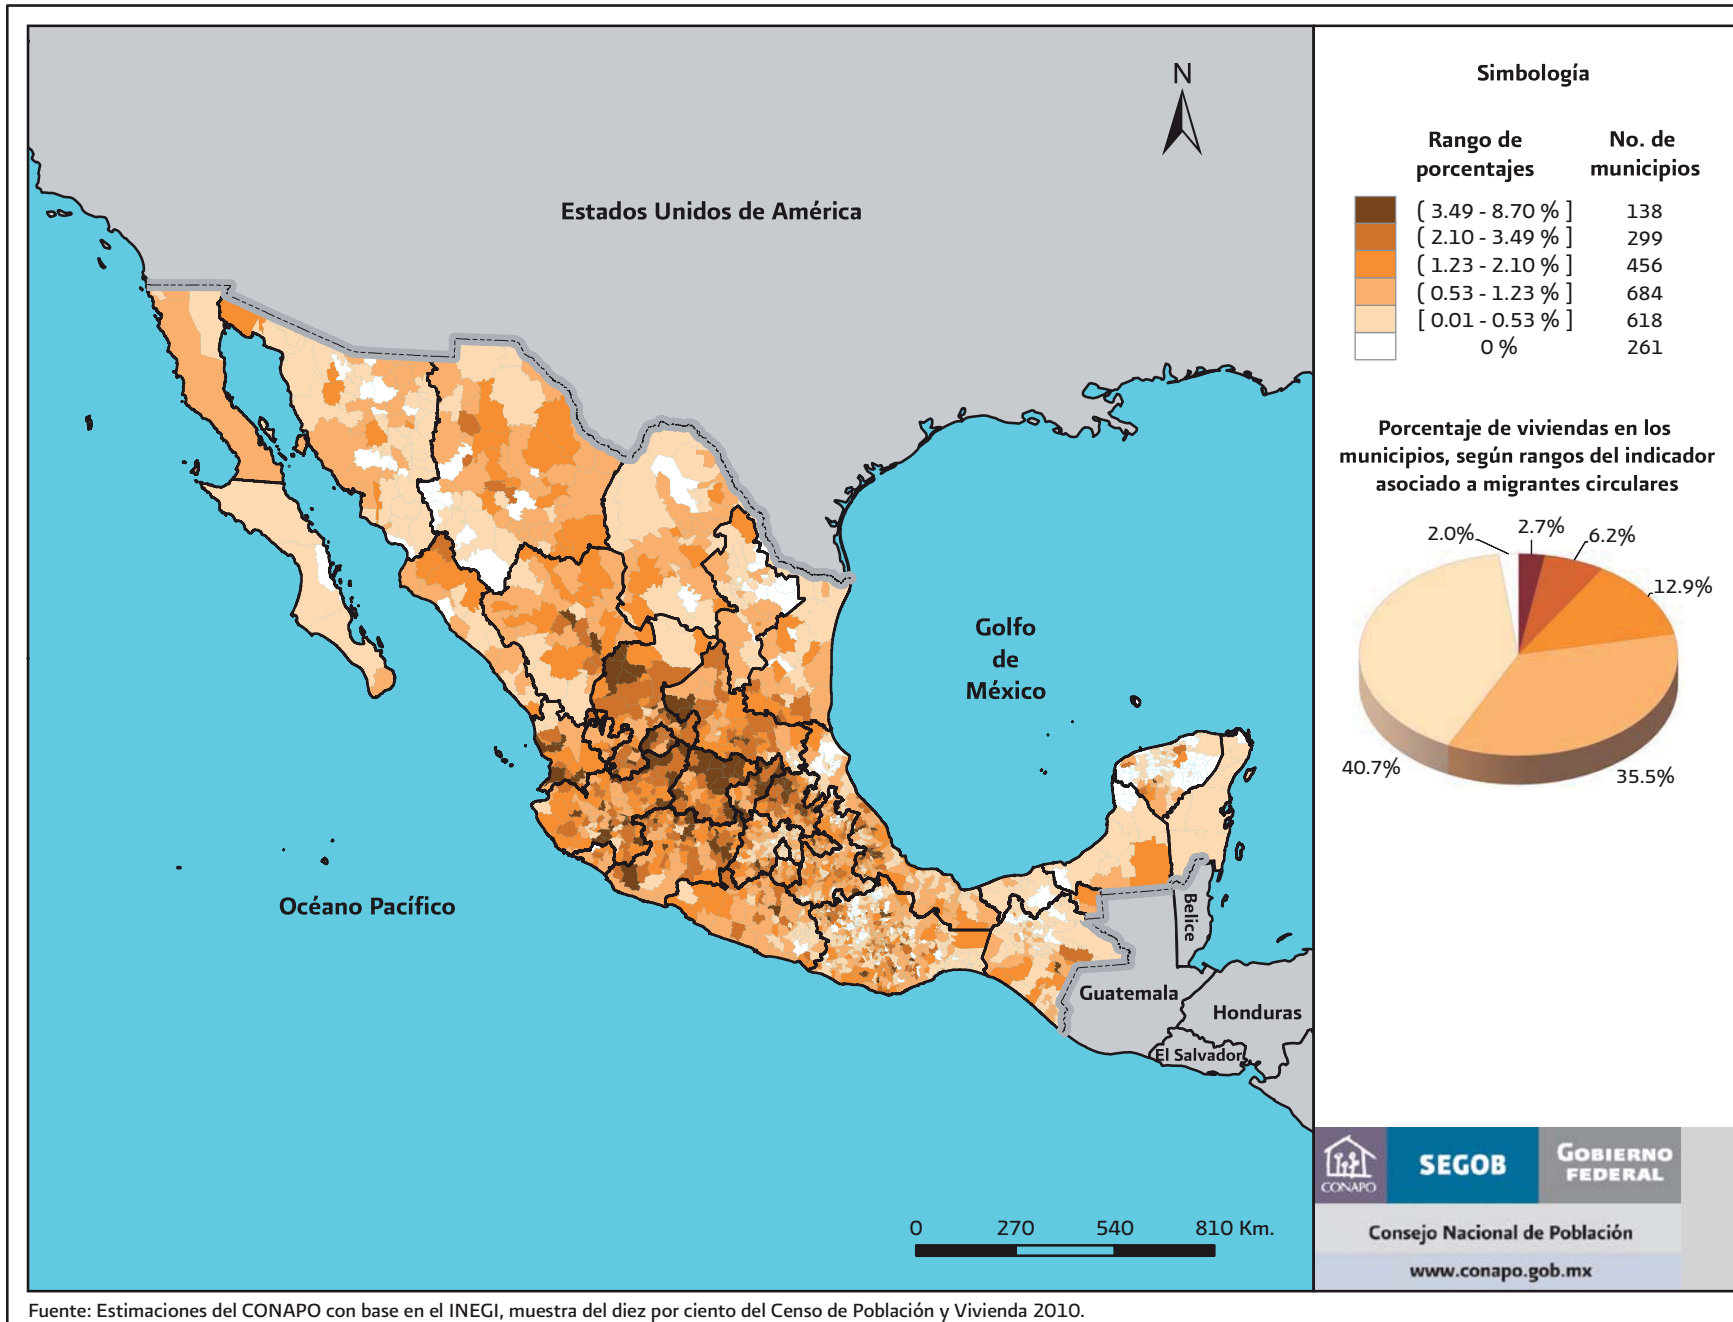 N
Estados Unidos de América
Golfo
de
México
Océano Pacífico
Belice
Guatemala
Honduras
El Salvador
0 270 540 810 Km.
Simbología
Rango de porcentajes No. de municipios
( 3.49 - 8.70 % ] 138
( 2.10 - 3.49 % ] 299
( 1.23 - 2.10 % ] 456
( 0.53 - 1.23 % ] 684
[ 0.01 - 0.53 % ] 618
0 % 261
Porcentaje de viviendas en los
municipios, según rangos del indicador
asociado a migrantes circulares
2.0%
2.7%
6.2%
12.9%
40.7%
35.5%
CONAPO
SEGOB
GOBIERNO
FEDERAL
Consejo Nacional de Población
www.conapo.gob.mx
Fuente: Estimaciones del CONAPO con base en el INEGI, muestra del diez por ciento del Censo de Población y Vivienda 2010.